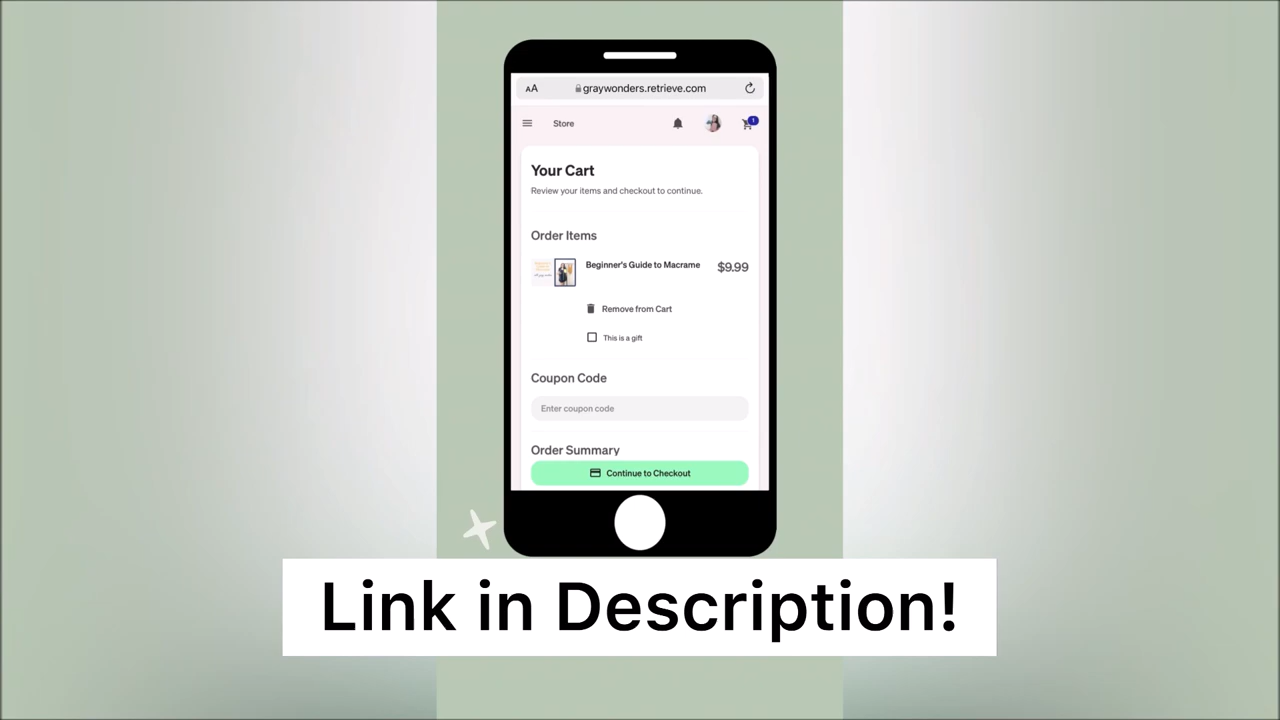 AA graywonders.retrieve.com
Store
1
Your Cart
Review your items and checkout to continue.
Order Items
Beginner's Guide to Macrame $9.99
Remove from Cart
This is a gift
Coupon Code
Enter coupon code
Order Summary
Continue to Checkout
Link in Description!